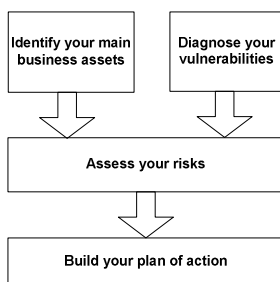 Identify your main
business assets
Diagnose your
vulnerabilities
Assess your risks
Build your plan of action